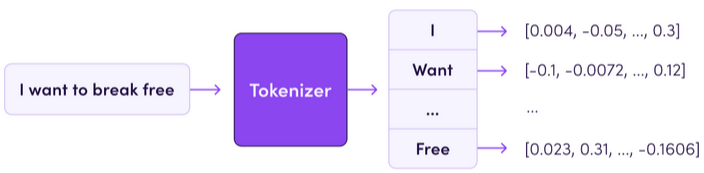 I want to break free
Tokenizer
I [0.004, -0.05, ..., 0.3]
Want [-0.1, -0.0072, ..., 0.12]
... ...
Free [0.023, 0.31, ..., -0.1606]